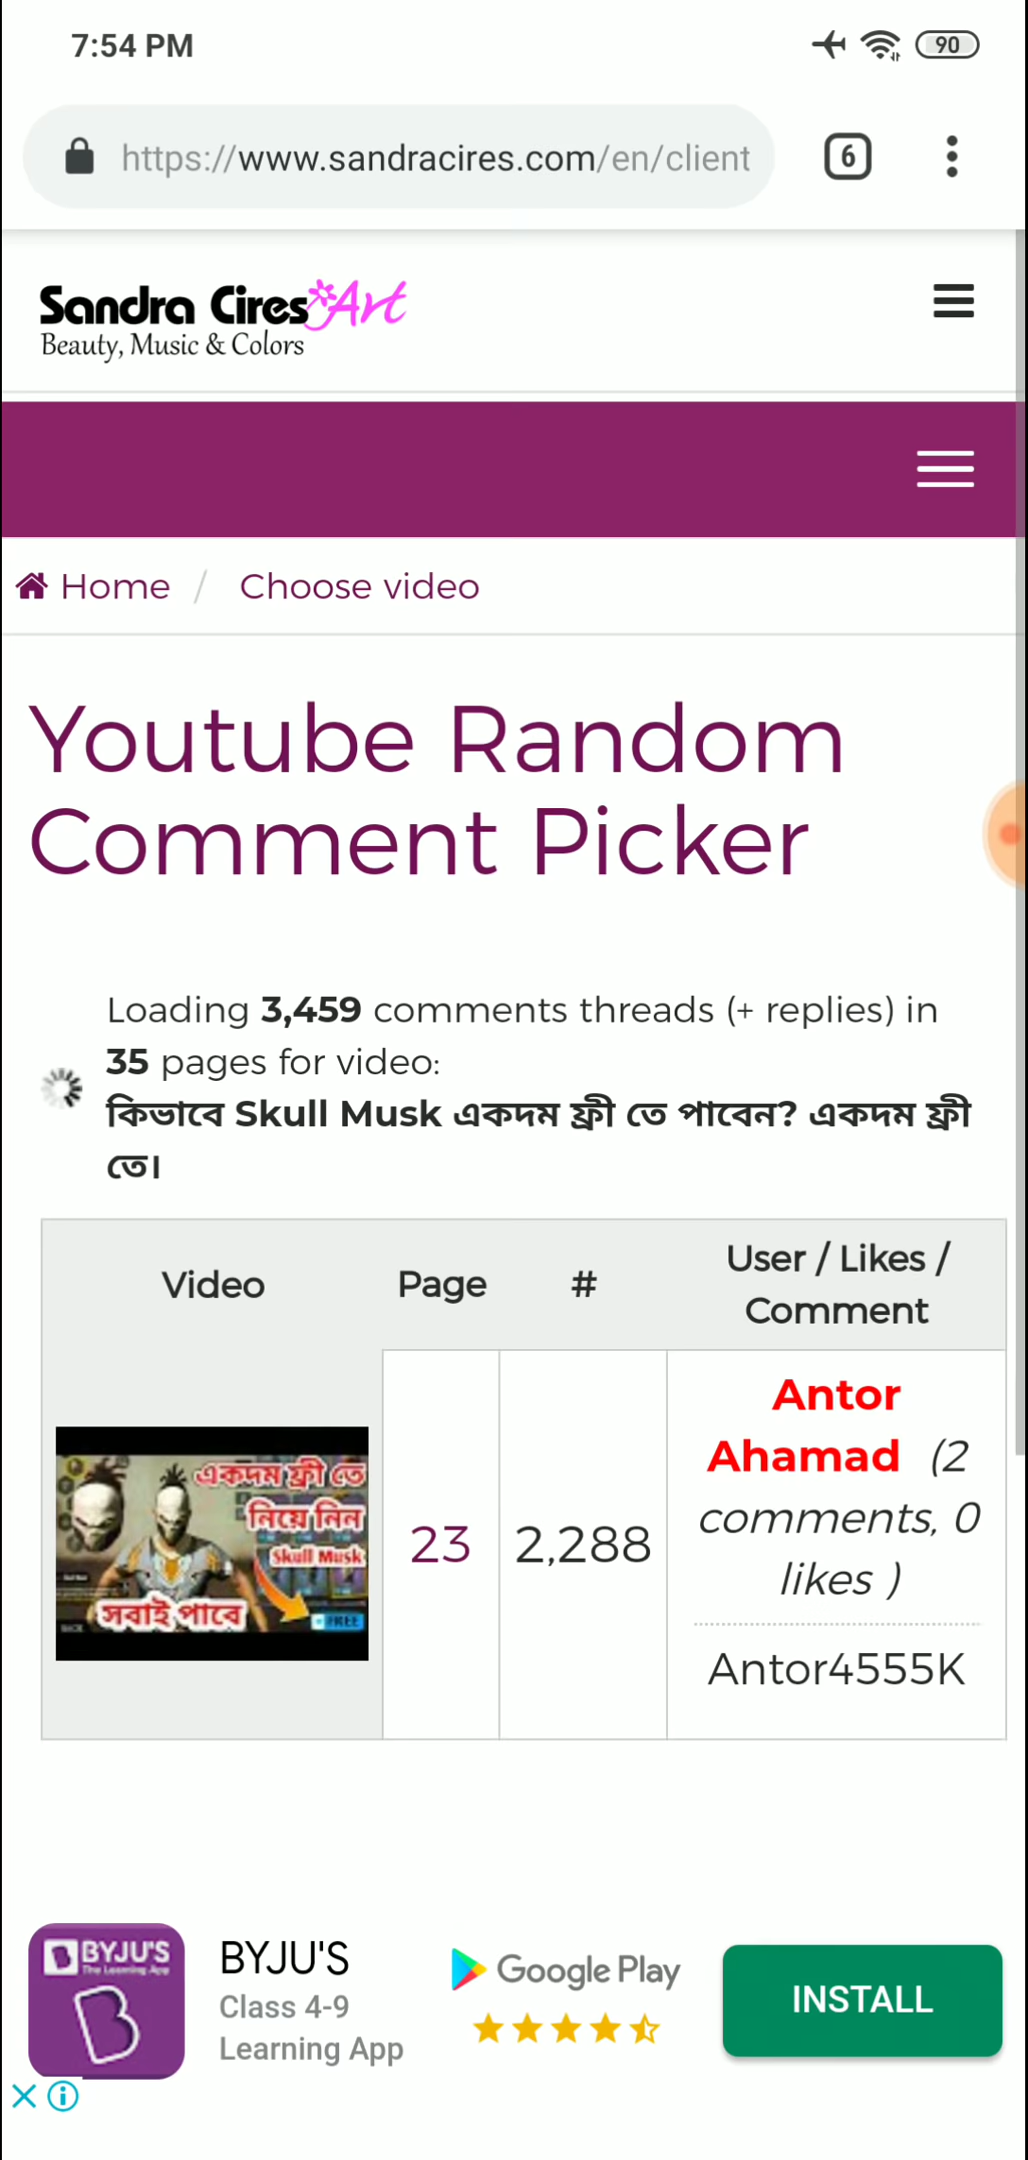 7:54 PM
90
https://www.sandracires.com/en/client
6
Sandra Cires Art
Beauty, Music & Colors
Home / Choose video
Youtube Random
Comment Picker
Loading 3,459 comments threads (+ replies) in
35 pages for video:
কিভাবে Skull Musk একদম ফ্রী তে পাবেন? একদম ফ্রী
তে।
Video Page # User / Likes /
Comment
একদম ফ্রী তে
নিয়ে নিন
Skull Musk
সবাই পাবে
FREE
23 2,288
Antor
Ahamad (2
comments, 0
likes )
Antor4555K
BYJU'S
The Learning App
BYJU'S
Class 4-9
Learning App
Google Play
INSTALL